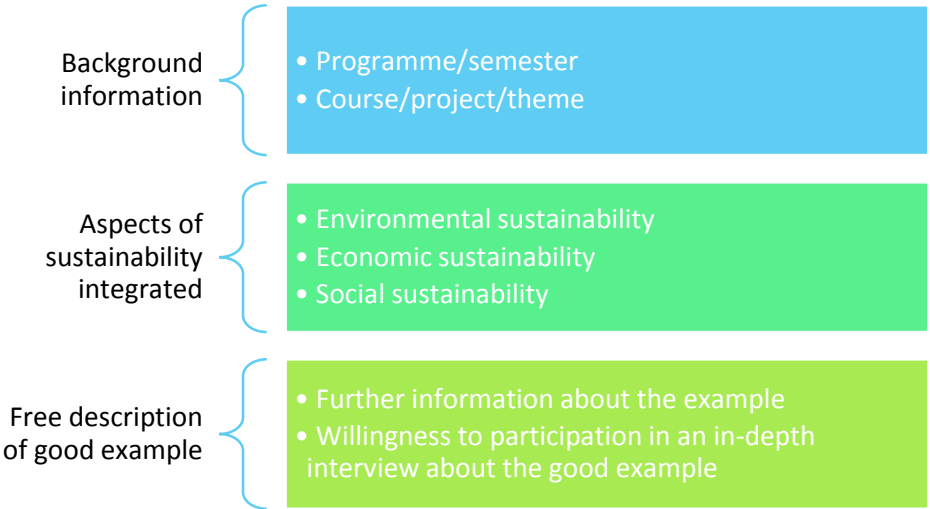 Background
information
• Programme/semester
• Course/project/theme
Aspects of
sustainability
integrated
• Environmental sustainability
• Economic sustainability
• Social sustainability
Free description
of good example
• Further information about the example
• Willingness to participation in an in-depth
interview about the good example